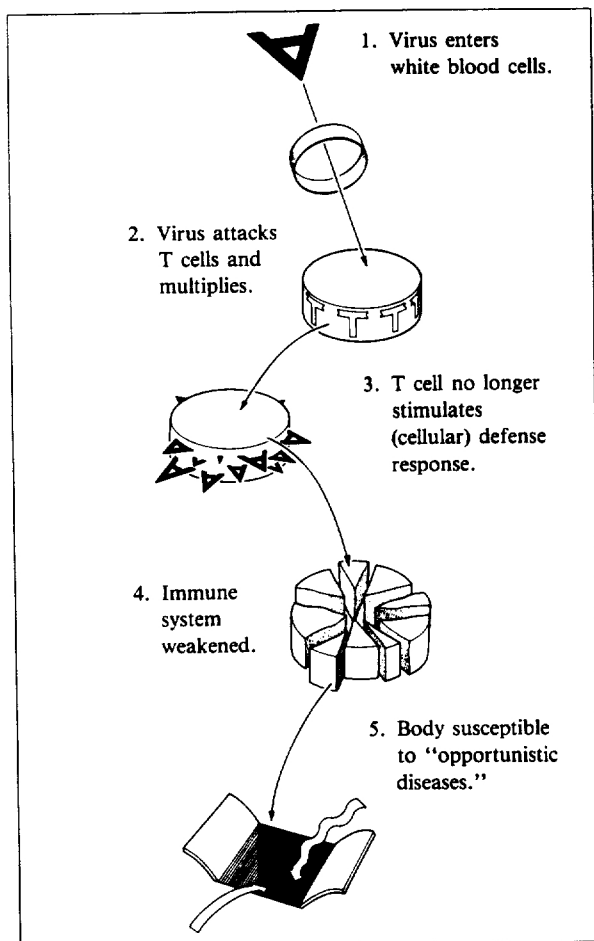 1. Virus enters
white blood cells.
2. Virus attacks
T cells and
multiplies.
T T T T
3. T cell no longer
stimulates
(cellular) defense
response.
4. Immune
system
weakened.
5. Body susceptible
to “opportunistic
diseases.”